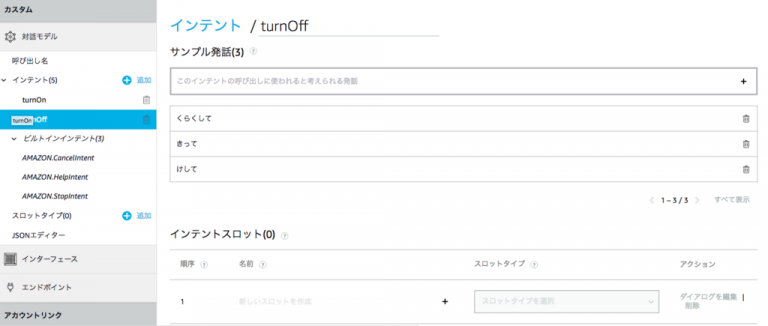 カスタム
対話モデル
呼び出し名
インテント(5) 追加
turnOn
turnOn Off
ビルトインインテント(3)
AMAZON.CancelIntent
AMAZON.HelpIntent
AMAZON.StopIntent
スロットタイプ(0) 追加
JSONエディター
インターフェース
エンドポイント
アカウントリンク
インテント / turnOff
サンプル発話(3) ?
このインテントの呼び出しに使われると考えられる発話 +
くらくして
きって
けして
< 1 – 3 / 3 > すべて表示
インテントスロット(0) ?
順序 ? 名前 ? スロットタイプ ? アクション
1 新しいスロットを作成 + スロットタイプを選択 ダイアログを編集 |
削除